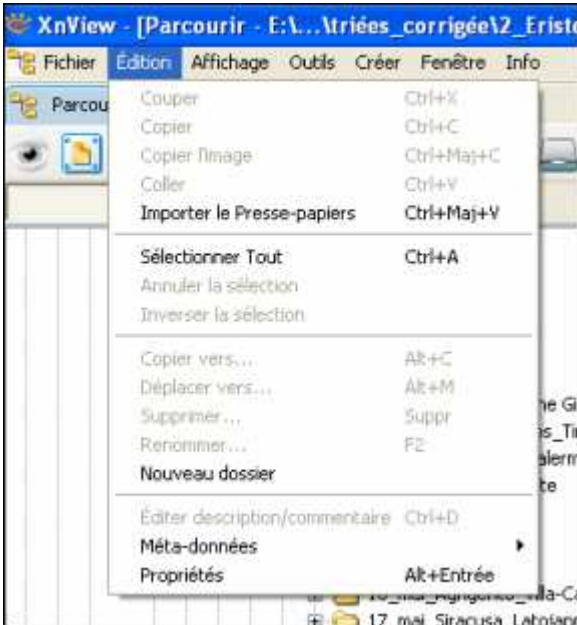 XnView - [Parcourir - E:\...\triées_corrigée\2_Eriste
Fichier Édition Affichage Outils Créer Fenêtre Info
Parcou
Couper Ctrl+X
Copier Ctrl+C
Copier l'image Ctrl+Maj+C
Coller Ctrl+V
Importer le Presse-papiers Ctrl+Maj+V
Sélectionner Tout Ctrl+A
Annuler la sélection
Inverser la sélection
Copier vers... Alt+C
Déplacer vers... Alt+M
Supprimer... Suppr
Renommer... F2
Nouveau dossier
Éditer description/commentaire Ctrl+D
Méta-données
Propriétés Alt+Entrée
17_mai_Siracusa_Latojann